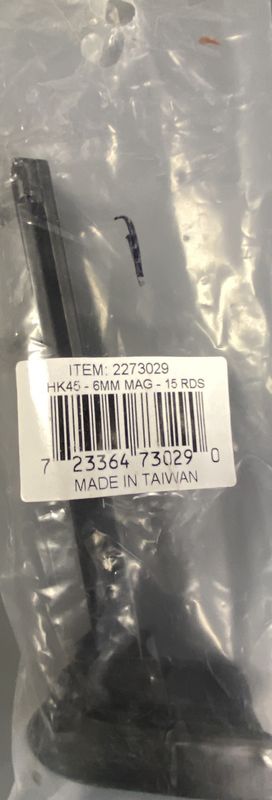 ITEM: 2273029
HK45 - 6MM MAG - 15 RDS
7 23364 73029 0
MADE IN TAIWAN